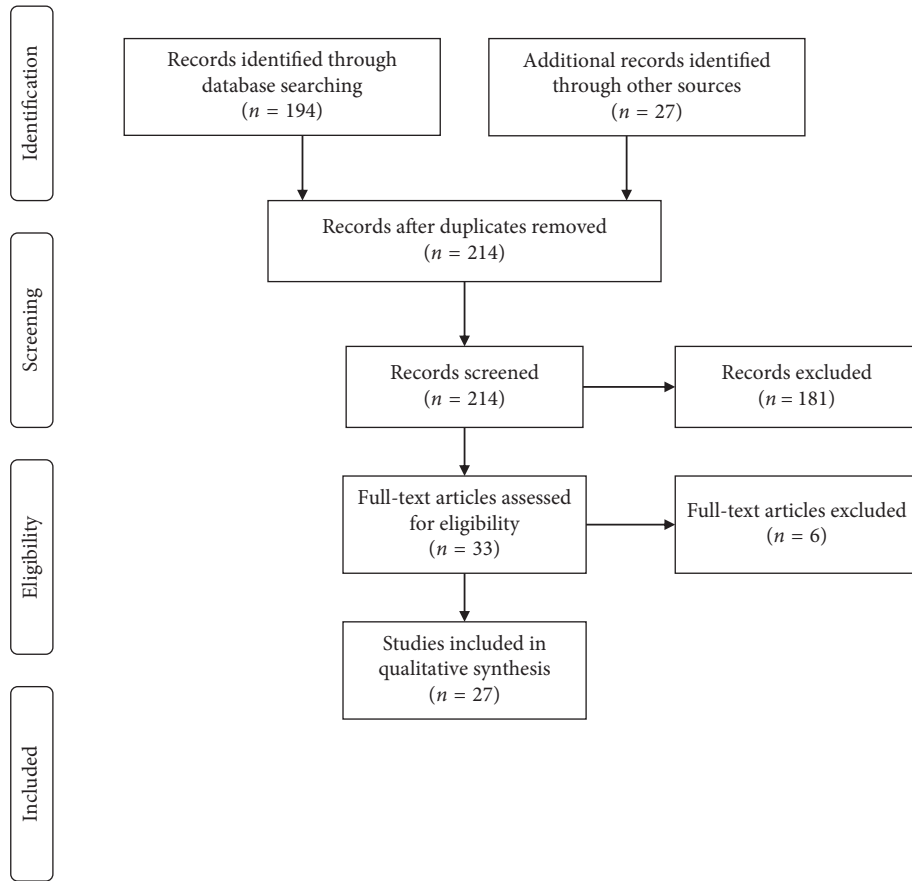 Identification
Records identified through
database searching
(n = 194)
Additional records identified
through other sources
(n = 27)
Records after duplicates removed
(n = 214)
Screening
Records screened
(n = 214)
Records excluded
(n = 181)
Eligibility
Full-text articles assessed
for eligibility
(n = 33)
Full-text articles excluded
(n = 6)
Studies included in
qualitative synthesis
(n = 27)
Included